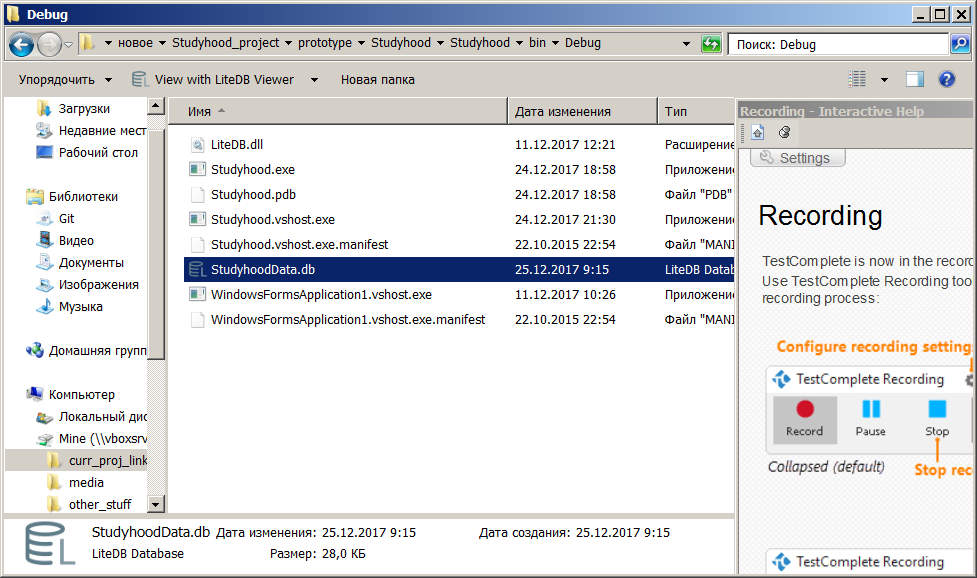 Debug
новое Studyhood_project prototype Studyhood Studyhood bin Debug
Поиск: Debug
Упорядочить View with LiteDB Viewer Новая папка
Загрузки
Недавние мест
Рабочий стол
Библиотеки
Git
Видео
Документы
Изображения
Музыка
Домашняя групп
Компьютер
Локальный дис
Mine (\\vboxsrv
curr_proj_link
media
other_stuff
Имя Дата изменения Тип
LiteDB.dll 11.12.2017 12:21 Расширение
Studyhood.exe 24.12.2017 18:58 Приложение
Studyhood.pdb 24.12.2017 18:58 Файл "PDB"
Studyhood.vshost.exe 24.12.2017 21:30 Приложение
Studyhood.vshost.exe.manifest 22.10.2015 22:54 Файл "MANI
StudyhoodData.db 25.12.2017 9:15 LiteDB Datab
WindowsFormsApplication1.vshost.exe 11.12.2017 10:26 Приложение
WindowsFormsApplication1.vshost.exe.manifest 22.10.2015 22:54 Файл "MANI
Recording - Interactive Help
Settings
Recording
TestComplete is now in the record
Use TestComplete Recording too
recording process:
Configure recording setting
TestComplete Recording
Record Pause Stop
Collapsed (default)
Stop rec
TestComplete Recording
StudyhoodData.db Дата изменения: 25.12.2017 9:15 Дата создания: 25.12.2017 9:15
LiteDB Database Размер: 28,0 КБ